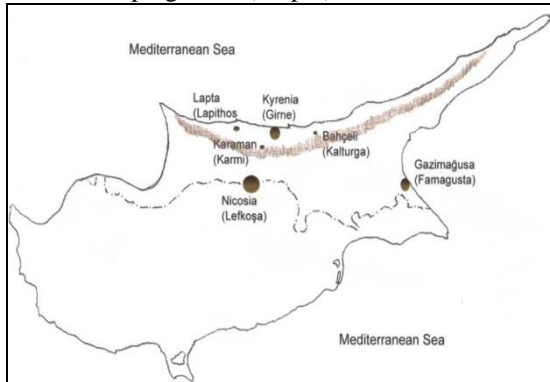 Mediterranean Sea
Lapta
(Lapithos
Kyrenia
(Girne)
Karaman
(Karmi)
Bahçeli
(Kalturga)
Gazimağusa
(Famagusta)
Nicosia
(Lefkoşa)
Mediterranean Sea